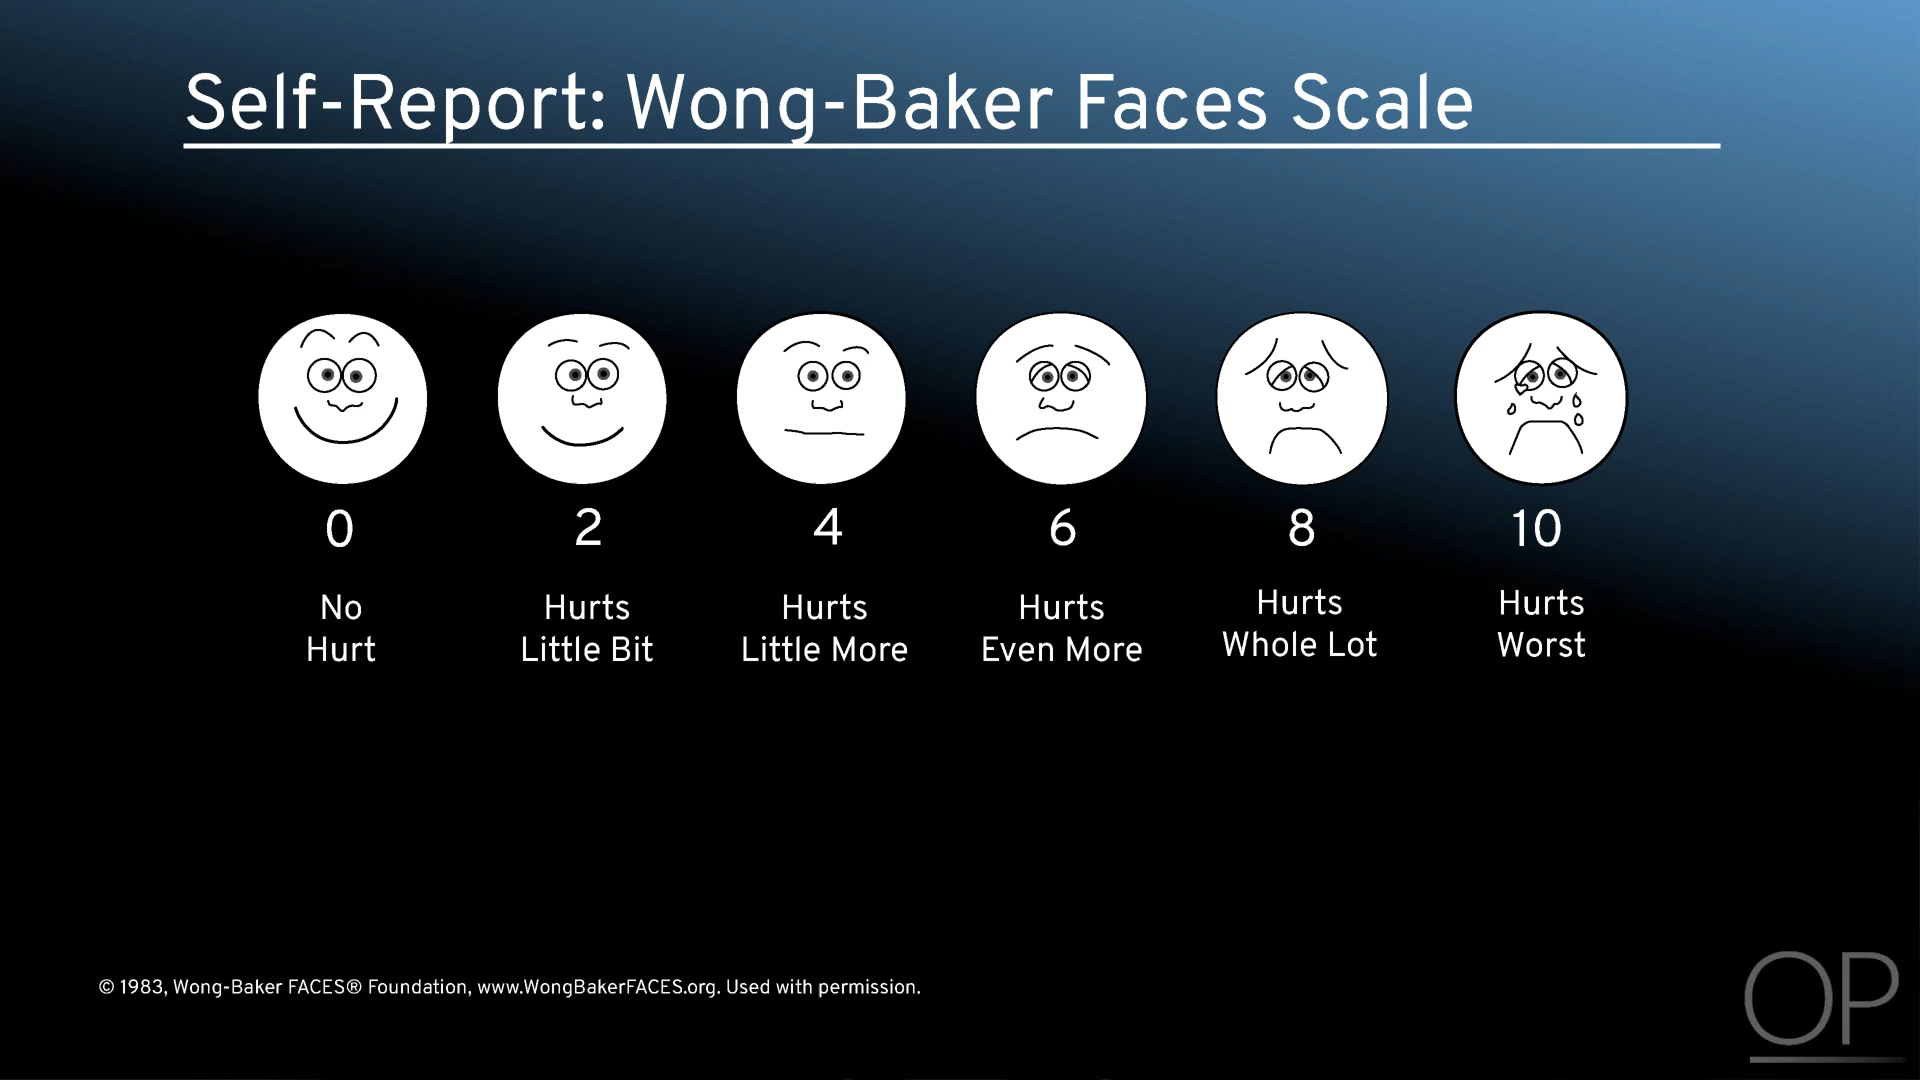 Self-Report: Wong-Baker Faces Scale
0
2
4
6
8
10
No
Hurt
Hurts
Little Bit
Hurts
Little More
Hurts
Even More
Hurts
Whole Lot
Hurts
Worst
© 1983, Wong-Baker FACES® Foundation, www.WongBakerFACES.org. Used with permission.
OP